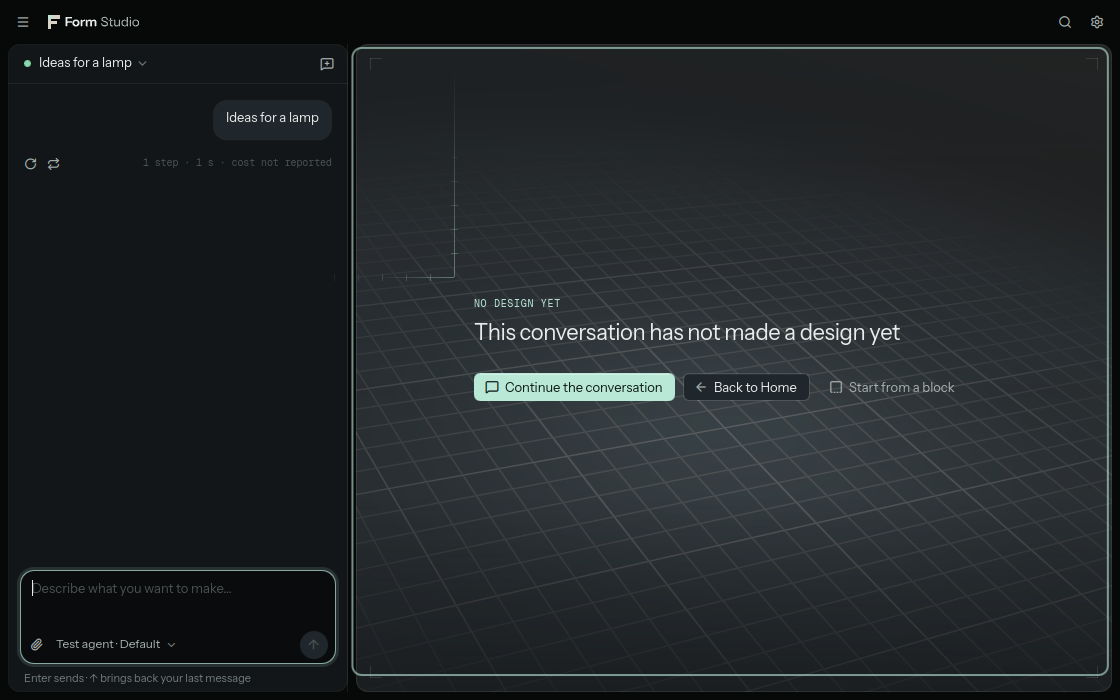 Form Studio
Ideas for a lamp
Ideas for a lamp
1 step · 1 s · cost not reported
NO DESIGN YET
This conversation has not made a design yet
Continue the conversation
Back to Home
Start from a block
Describe what you want to make...
Test agent · Default
Enter sends · ↑ brings back your last message